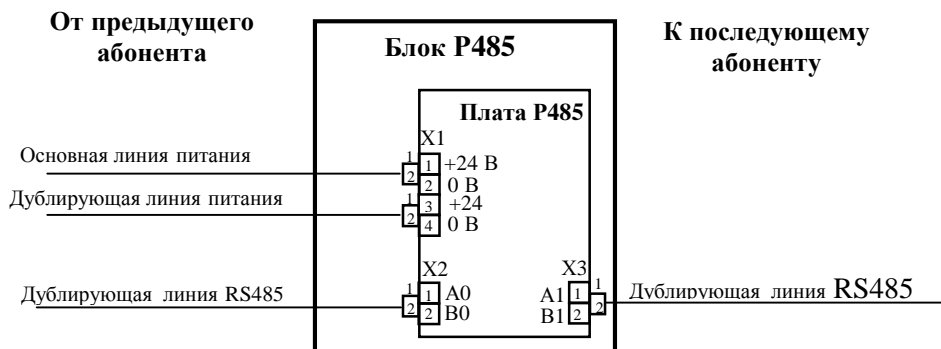 От предыдущего
абонента
Блок Р485
К последующему
абоненту
Плата Р485
X1
Основная линия питания
1
2
1
+24 В
2
0 В
Дублирующая линия питания
1
2
3
+24
4
0 В
X2
X3
Дублирующая линия RS485
1
2
1
A0
2
B0
A1
1
B1
2
1
2
Дублирующая линия RS485